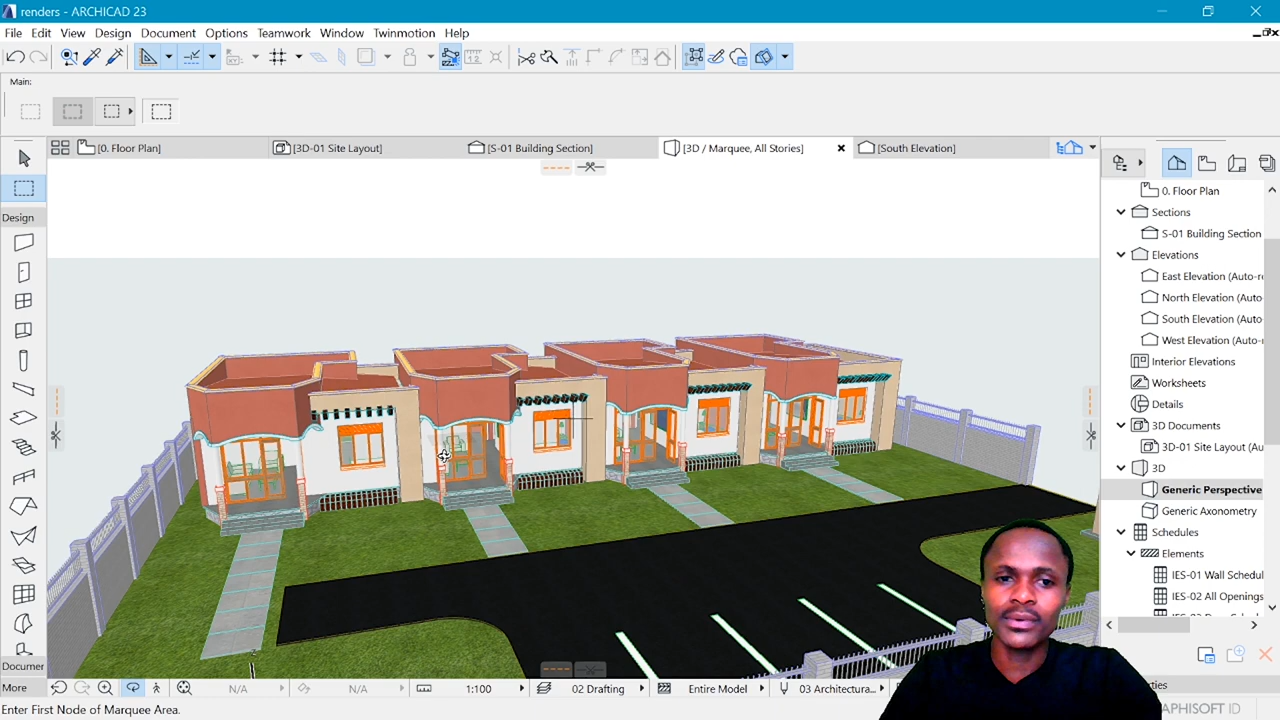 renders - ARCHICAD 23
File Edit View Design Document Options Teamwork Window Twinmotion Help
Main:
[0. Floor Plan]
[3D-01 Site Layout]
[S-01 Building Section]
[3D / Marquee, All Stories]
[South Elevation]
0. Floor Plan
Sections
S-01 Building Section
Elevations
East Elevation (Auto-r
North Elevation (Auto
South Elevation (Auto-
West Elevation (Auto-r
Interior Elevations
Worksheets
Details
3D Documents
3D-01 Site Layout (Au
3D
Generic Perspective
Generic Axonometry
Schedules
Elements
IES-01 Wall Schedul
IES-02 All Openings
Design
Documer
More
N/A
N/A
1:100
02 Drafting
Entire Model
03 Architectura...
erties
Enter First Node of Marquee Area.
APHISOFT ID